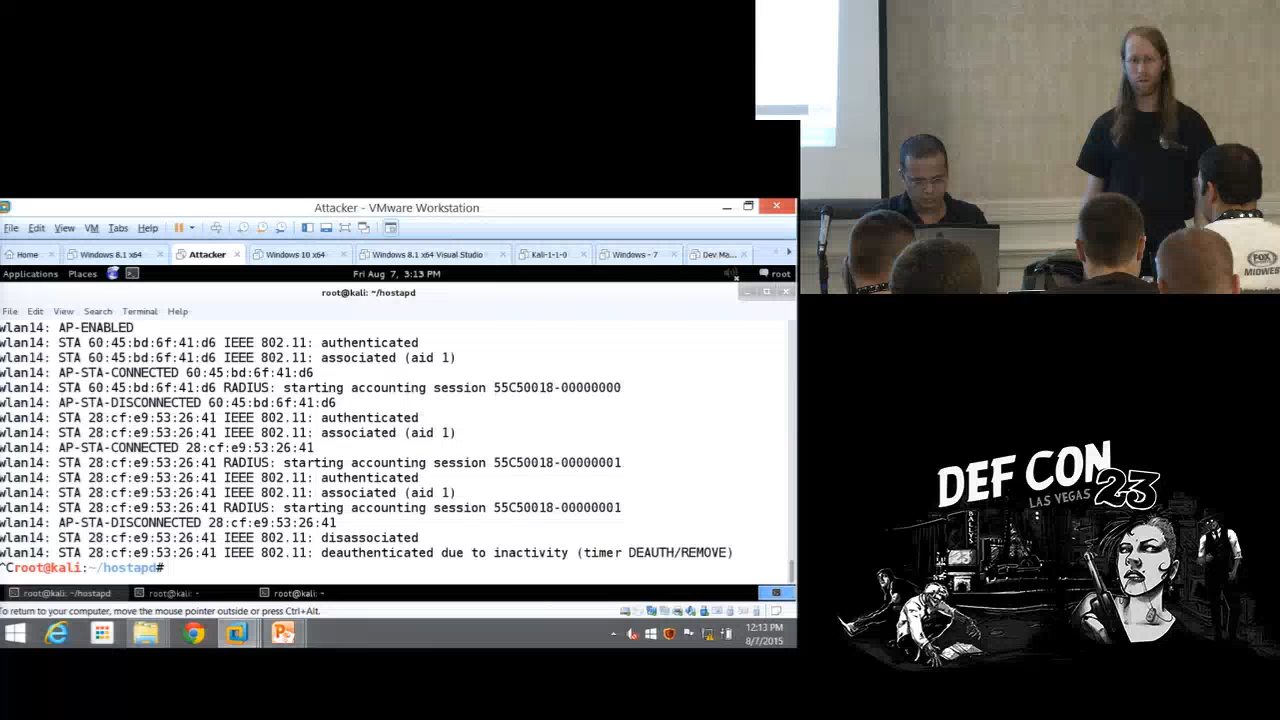 Attacker - VMware Workstation
File Edit View VM Tabs Help
Home Windows 8.1 x64 Attacker Windows 10 x64 Windows 8.1 x64 Visual Studio Kali-1-1-0 Windows - 7 Dev Ma...
Applications Places Fri Aug 7, 3:13 PM root
root@kali: ~/hostapd
File Edit View Search Terminal Help
wlan14: AP-ENABLED
wlan14: STA 60:45:bd:6f:41:d6 IEEE 802.11: authenticated
wlan14: STA 60:45:bd:6f:41:d6 IEEE 802.11: associated (aid 1)
wlan14: AP-STA-CONNECTED 60:45:bd:6f:41:d6
wlan14: STA 60:45:bd:6f:41:d6 RADIUS: starting accounting session 55C50018-00000000
wlan14: AP-STA-DISCONNECTED 60:45:bd:6f:41:d6
wlan14: STA 28:cf:e9:53:26:41 IEEE 802.11: authenticated
wlan14: STA 28:cf:e9:53:26:41 IEEE 802.11: associated (aid 1)
wlan14: AP-STA-CONNECTED 28:cf:e9:53:26:41
wlan14: STA 28:cf:e9:53:26:41 RADIUS: starting accounting session 55C50018-00000001
wlan14: STA 28:cf:e9:53:26:41 IEEE 802.11: authenticated
wlan14: STA 28:cf:e9:53:26:41 IEEE 802.11: associated (aid 1)
wlan14: STA 28:cf:e9:53:26:41 RADIUS: starting accounting session 55C50018-00000001
wlan14: AP-STA-DISCONNECTED 28:cf:e9:53:26:41
wlan14: STA 28:cf:e9:53:26:41 IEEE 802.11: disassociated
wlan14: STA 28:cf:e9:53:26:41 IEEE 802.11: deauthenticated due to inactivity (timer DEAUTH/REMOVE)
^Croot@kali:~/hostapd#
root@kali: ~/hostapd root@kali: ~ root@kali: ~
To return to your computer, move the mouse pointer outside or press Ctrl+Alt.
12:13 PM
8/7/2015
FOX
MIDWES
DEF CON
LAS VEGAS 23
BALLYS
23